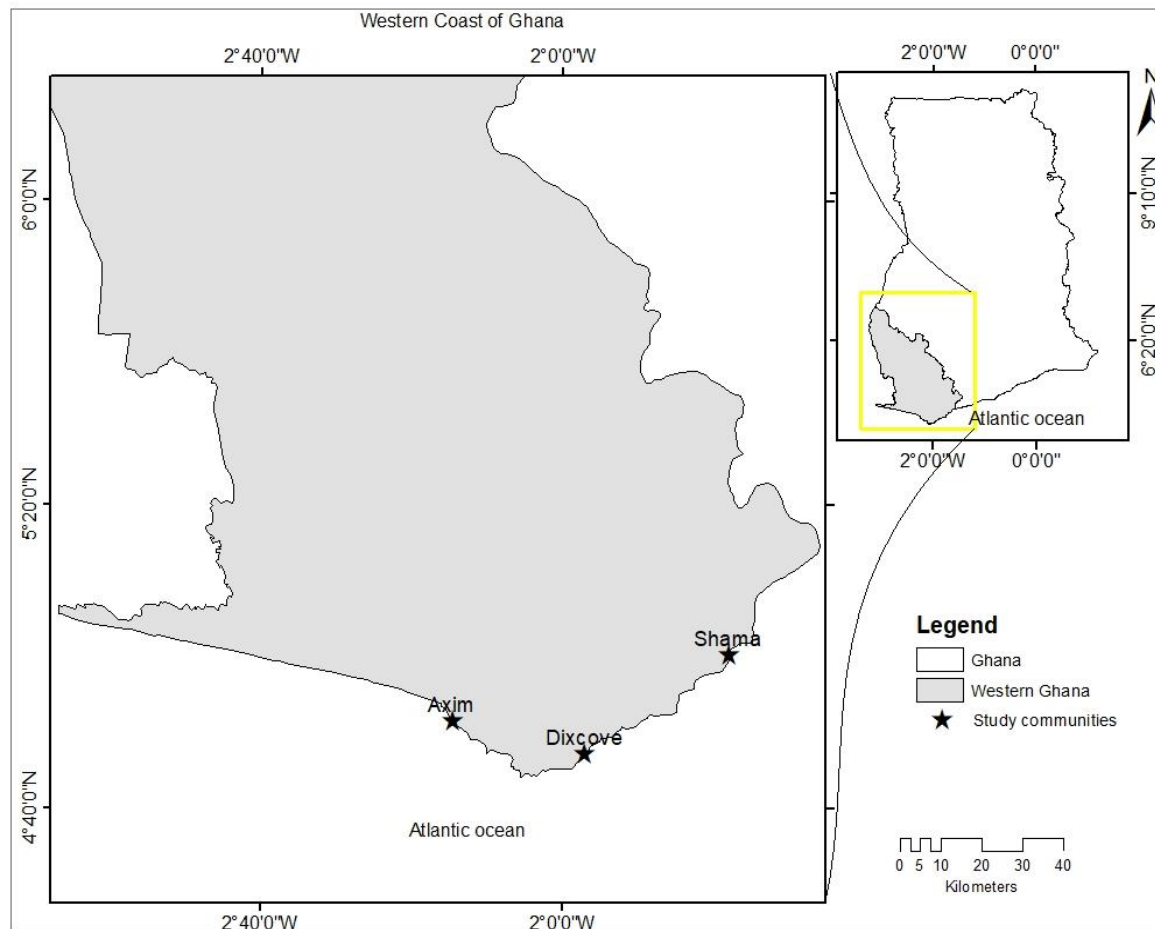 Western Coast of Ghana
2°40'0"W 2°0'0"W
2°0'0"W 0°0'0"
N
6°0'0"N
5°20'0"N
4°40'0"N
9°10'0"N
6°20'0"N
Atlantic ocean
2°0'0"W 0°0'0"
Shama
Axim
Dixcove
Atlantic ocean
Legend
Ghana
Western Ghana
Study communities
0 5 10 20 30 40
Kilometers
2°40'0"W 2°0'0"W